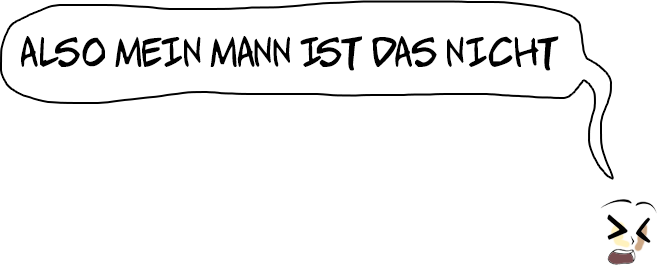 ALSO MEIN MANN IST DAS NICHT